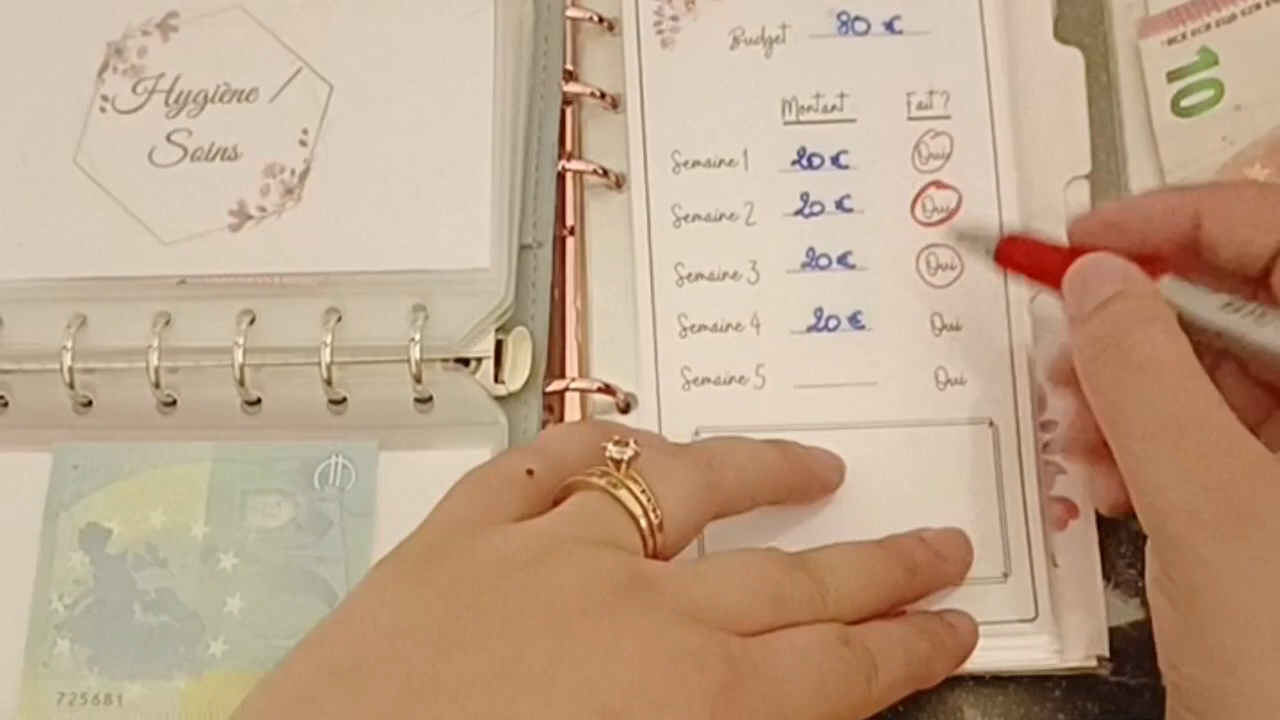 Hygiène /
Soins
Budget 80 €
Montant Fait ?
Semaine 1 20 € Oui
Semaine 2 20 € Oui
Semaine 3 20 € Oui
Semaine 4 20 € Oui
Semaine 5 Oui
10
725681